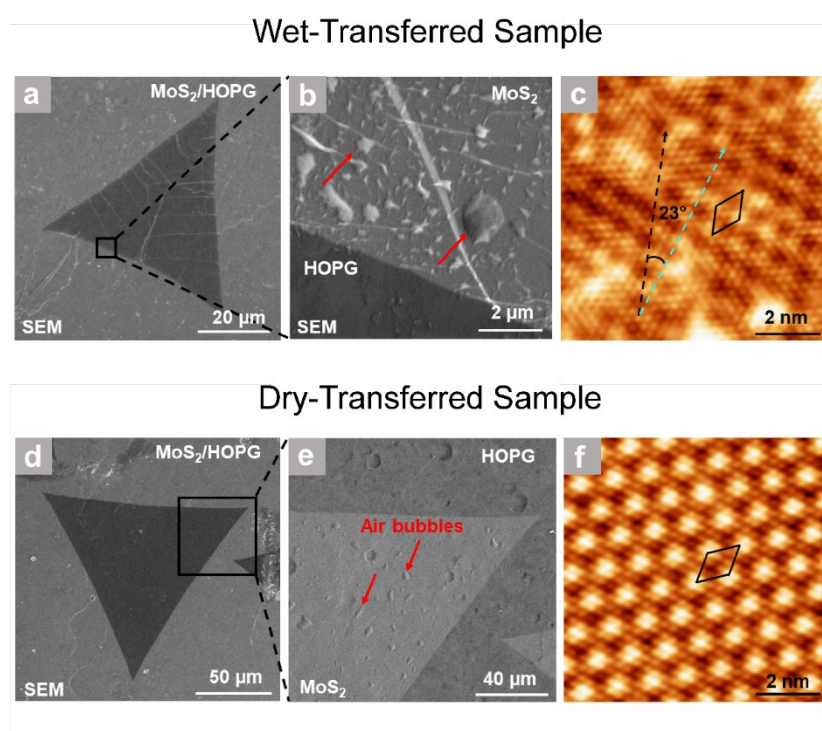 Wet-Transferred Sample
a
MoS₂/HOPG
SEM
20 µm
b
MoS₂
HOPG
SEM
2 µm
c
23°
2 nm
Dry-Transferred Sample
d
MoS₂/HOPG
SEM
50 µm
e
HOPG
Air bubbles
MoS₂
40 µm
f
2 nm